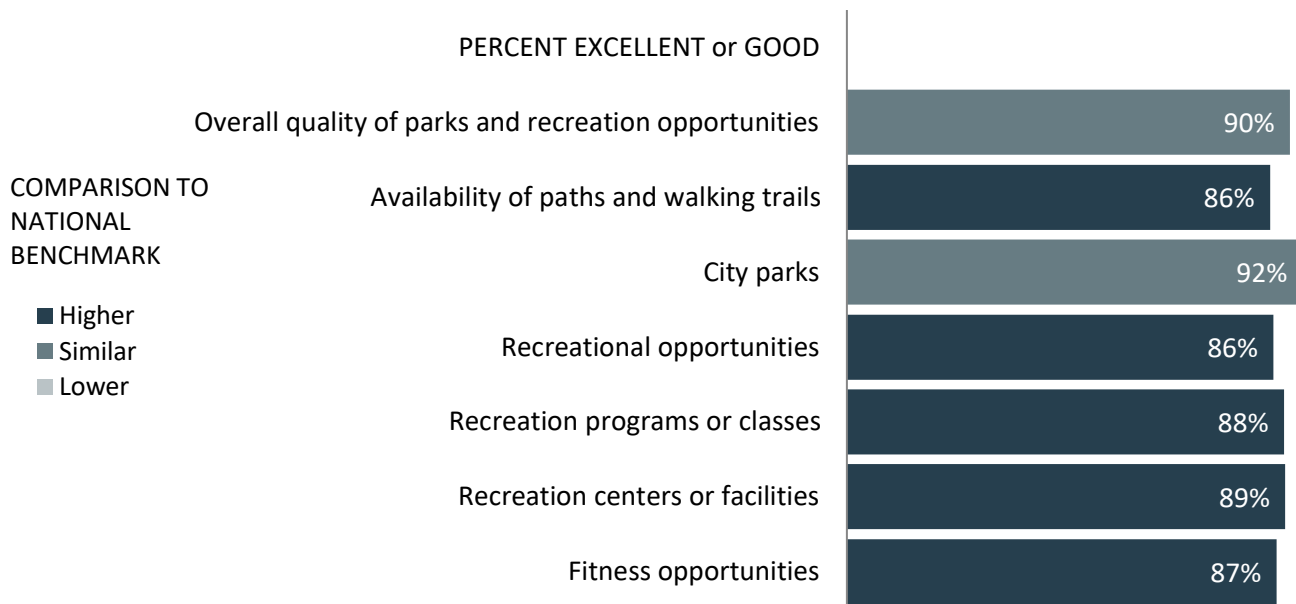 PERCENT EXCELLENT or GOOD
Overall quality of parks and recreation opportunities
90%
COMPARISON TO
NATIONAL
BENCHMARK
Higher
Similar
Lower
Availability of paths and walking trails
86%
City parks
92%
Recreational opportunities
86%
Recreation programs or classes
88%
Recreation centers or facilities
89%
Fitness opportunities
87%